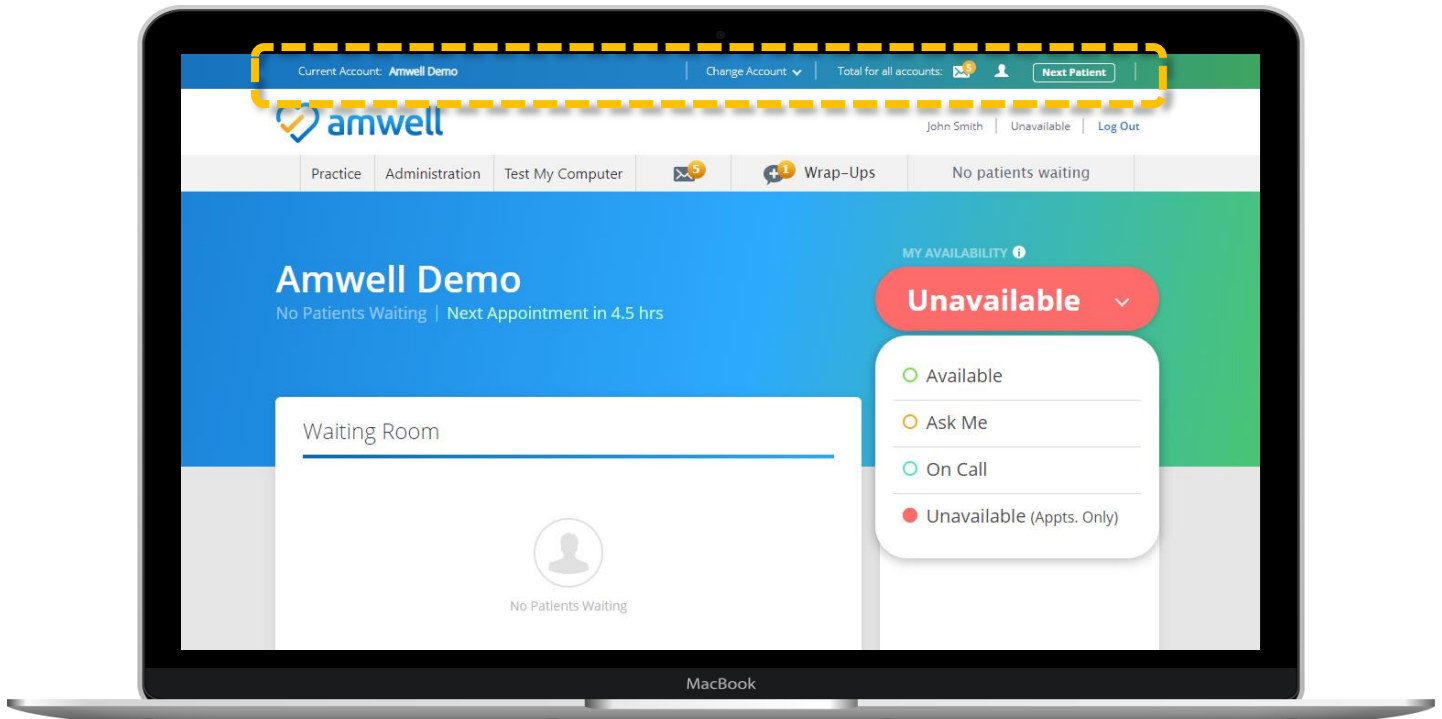 Current Account: Amwell Demo | Change Account | Total for all accounts: 5 Next Patient |
amwell
John Smith | Unavailable | Log Out
Practice Administration Test My Computer 5 1 Wrap-Ups No patients waiting
MY AVAILABILITY i
Amwell Demo
Unavailable
No Patients Waiting | Next Appointment in 4.5 hrs
Available
Ask Me
On Call
Unavailable (Appts. Only)
Waiting Room
No Patients Waiting
MacBook